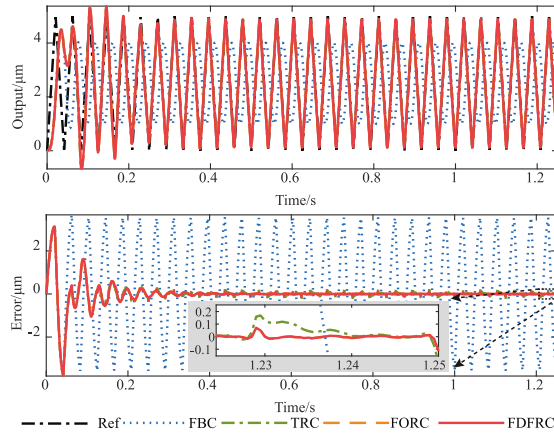 4
2
0
Output/μm
0 0.2 0.4 0.6 0.8 1 1.2
Time/s
2
0
-2
Error/μm
0.2
0.1
0
-0.1
1.23 1.24 1.25
0 0.2 0.4 0.6 0.8 1 1.2
Time/s
Ref FBC TRC FORC FDFRC